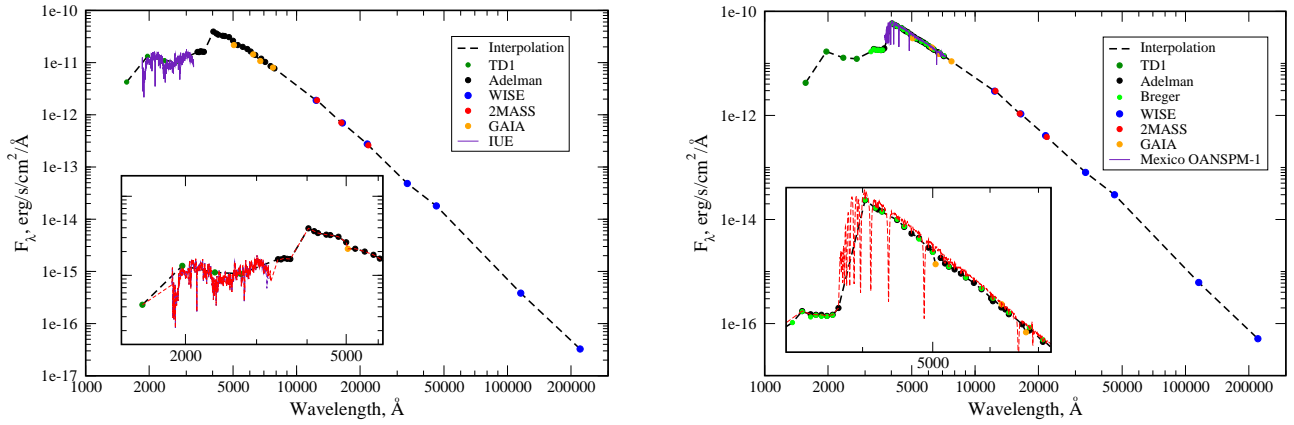 1e-10
1e-11
1e-12
1e-13
1e-14
1e-15
1e-16
1e-17
F_λ, erg/s/cm²/Å
Interpolation
TD1
Adelman
WISE
2MASS
GAIA
IUE
2000
5000
1000
2000
5000
10000
20000
50000
100000
200000
Wavelength, Å
1e-10
1e-12
1e-14
1e-16
F_λ, erg/s/cm²/Å
Interpolation
TD1
Adelman
Breger
WISE
2MASS
GAIA
Mexico OANSPM-1
5000
1000
2000
5000
10000
20000
50000
100000
200000
Wavelength, Å